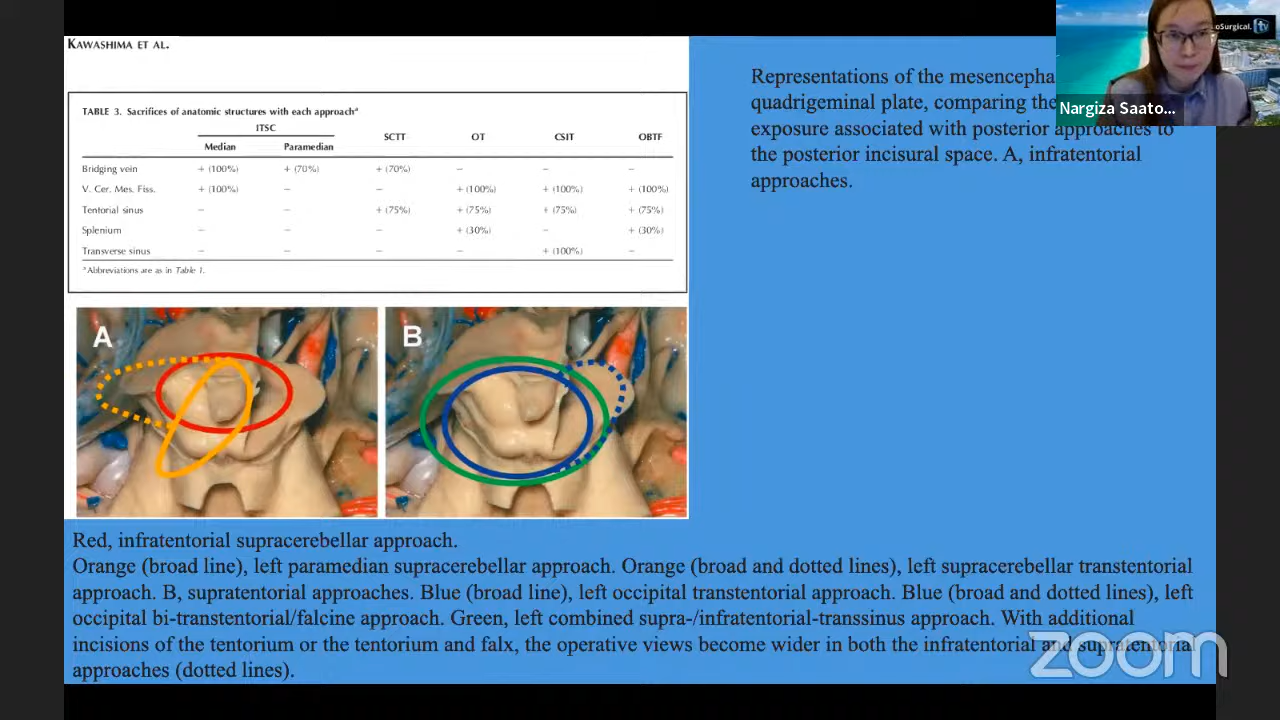 KAWASHIMA ET AL.
TABLE 3. Sacrifices of anatomic structures with each approachᵃ
ITSC
Median Paramedian SCTT OT CSIT OBTF
Bridging vein + (100%) + (70%) + (70%) – – –
V. Cer. Mes. Fiss. + (100%) – – + (100%) + (100%) + (100%)
Tentorial sinus – – + (75%) + (75%) + (75%) + (75%)
Splenium – – – + (30%) – + (30%)
Transverse sinus – – – – + (100%) –
ᵃ Abbreviations are as in Table 1.
A
B
Representations of the
quadrigeminal plate, comparing the
exposure associated with posterior approaches to
the posterior incisural space. A, infratentorial
approaches.
oSurgical. tv
Nargiza Saato...
Red, infratentorial supracerebellar approach.
Orange (broad line), left paramedian supracerebellar approach. Orange (broad and dotted lines), left supracerebellar transtentorial
approach. B, supratentorial approaches. Blue (broad line), left occipital transtentorial approach. Blue (broad and dotted lines), left
occipital bi-transtentorial/falcine approach. Green, left combined supra-/infratentorial-transsinus approach. With additional
incisions of the tentorium or the tentorium and falx, the operative views become wider in both the infratentorial and supratentorial
approaches (dotted lines).
zoom